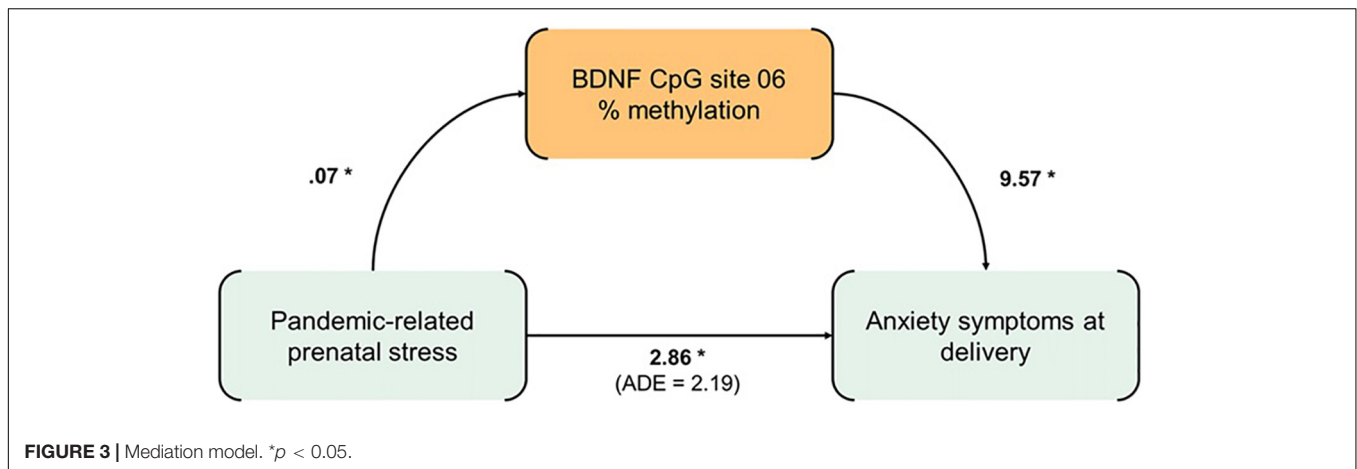 BDNF CpG site 06
% methylation
.07 *
9.57 *
Pandemic-related
prenatal stress
Anxiety symptoms at
delivery
2.86 *
(ADE = 2.19)
FIGURE 3 | Mediation model. *p < 0.05.